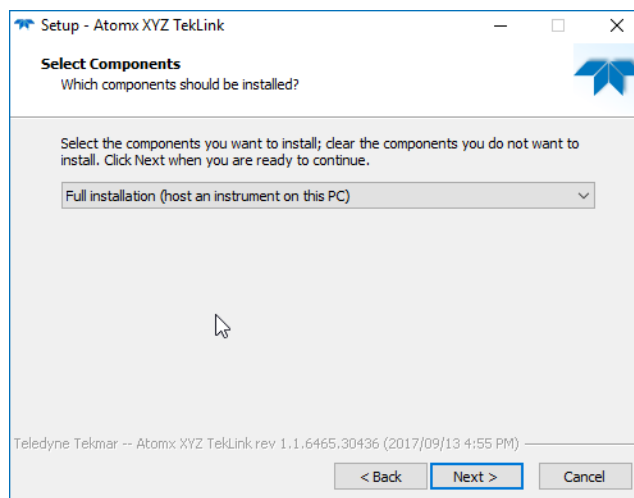 Setup - Atomx XYZ TekLink
Select Components
Which components should be installed?
Select the components you want to install; clear the components you do not want to
install. Click Next when you are ready to continue.
Full installation (host an instrument on this PC)
Teledyne Tekmar -- Atomx XYZ TekLink rev 1.1.6465.30436 (2017/09/13 4:55 PM)
< Back Next > Cancel